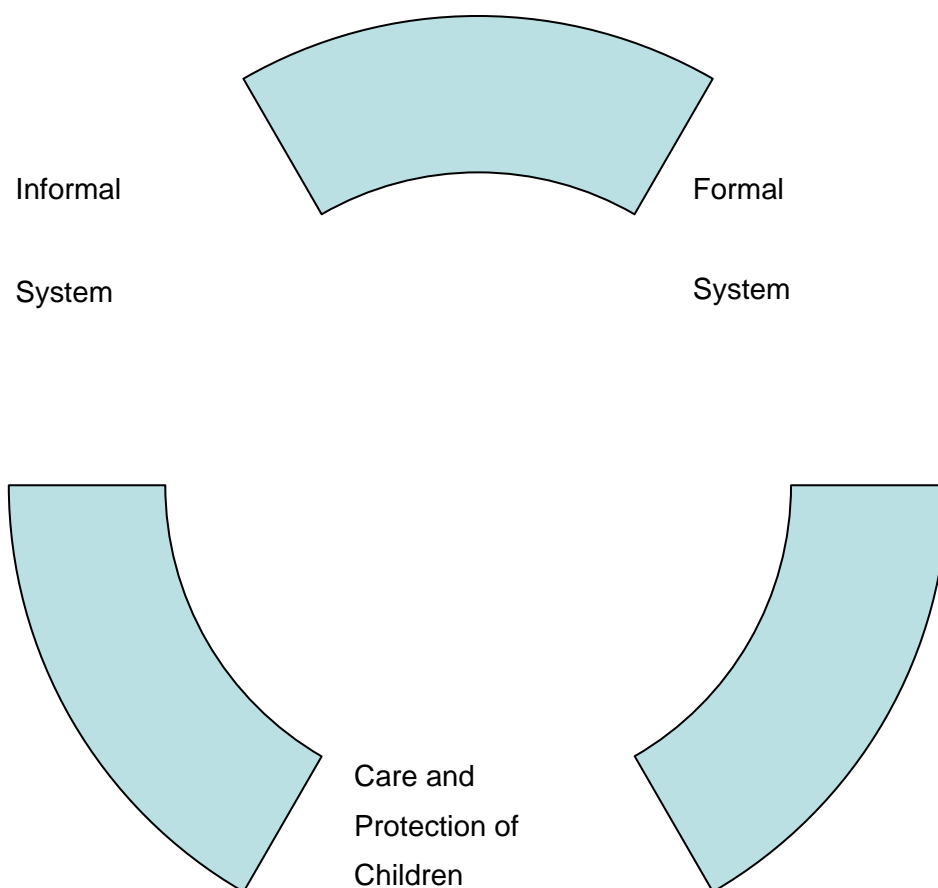 Informal
System
Formal
System
Care and
Protection of
Children